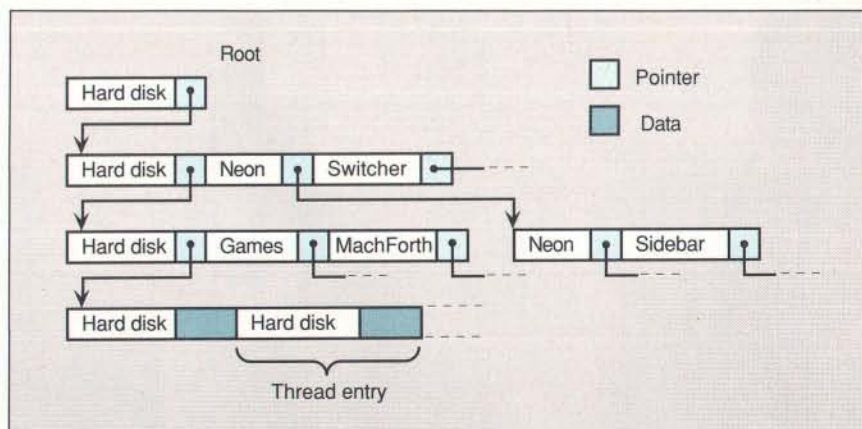 Root
Hard disk
Pointer
Data
Hard disk Neon Switcher
Hard disk Games MachForth
Neon Sidebar
Hard disk Hard disk
Thread entry